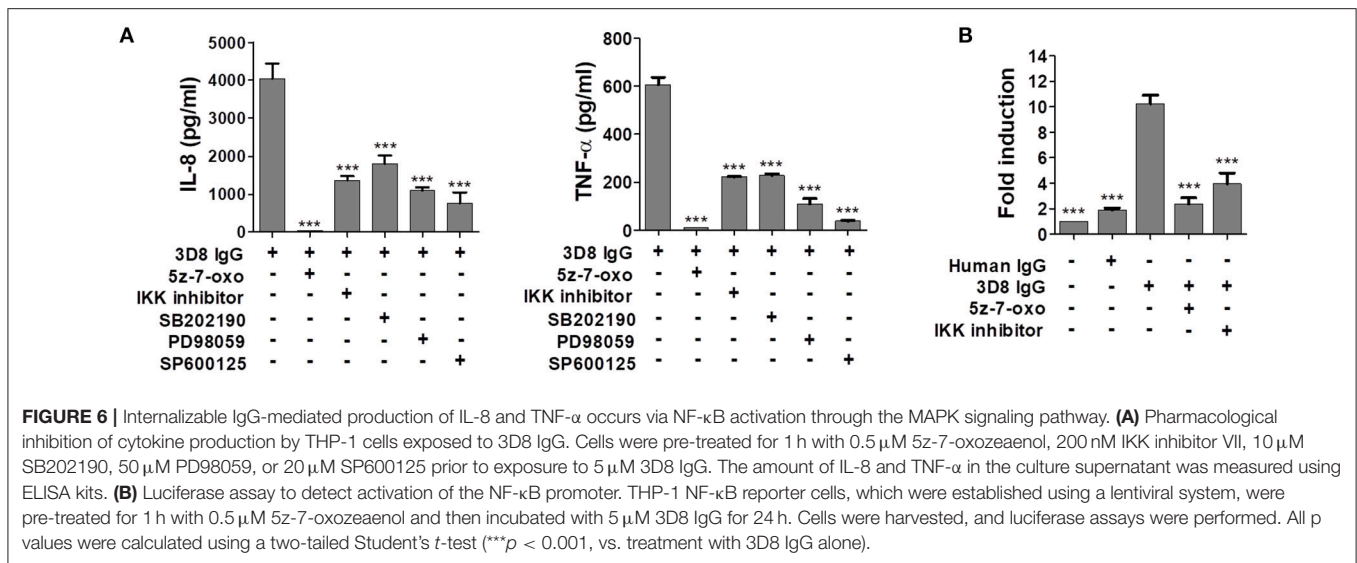 A
B
5000
4000
3000
2000
1000
0
IL-8 (pg/ml)
*** *** *** *** ***
3D8 IgG + + + + + +
5z-7-oxo - + - - - -
IKK inhibitor - - + - - -
SB202190 - - - + - -
PD98059 - - - - + -
SP600125 - - - - - +
800
600
400
200
0
TNF-α (pg/ml)
*** *** *** *** ***
3D8 IgG + + + + + +
5z-7-oxo - + - - - -
IKK inhibitor - - + - - -
SB202190 - - - + - -
PD98059 - - - - + -
SP600125 - - - - - +
14
12
10
8
6
4
2
0
Fold induction
*** *** *** ***
Human IgG - + - - -
3D8 IgG - - + + +
5z-7-oxo - - - + -
IKK inhibitor - - - - +
FIGURE 6 | Internalizable IgG-mediated production of IL-8 and TNF-α occurs via NF-κB activation through the MAPK signaling pathway. (A) Pharmacological
inhibition of cytokine production by THP-1 cells exposed to 3D8 IgG. Cells were pre-treated for 1 h with 0.5 μM 5z-7-oxozeaenol, 200 nM IKK inhibitor VII, 10 μM
SB202190, 50 μM PD98059, or 20 μM SP600125 prior to exposure to 5 μM 3D8 IgG. The amount of IL-8 and TNF-α in the culture supernatant was measured using
ELISA kits. (B) Luciferase assay to detect activation of the NF-κB promoter. THP-1 NF-κB reporter cells, which were established using a lentiviral system, were
pre-treated for 1 h with 0.5 μM 5z-7-oxozeaenol and then incubated with 5 μM 3D8 IgG for 24 h. Cells were harvested, and luciferase assays were performed. All p
values were calculated using a two-tailed Student's t-test (***p < 0.001, vs. treatment with 3D8 IgG alone).